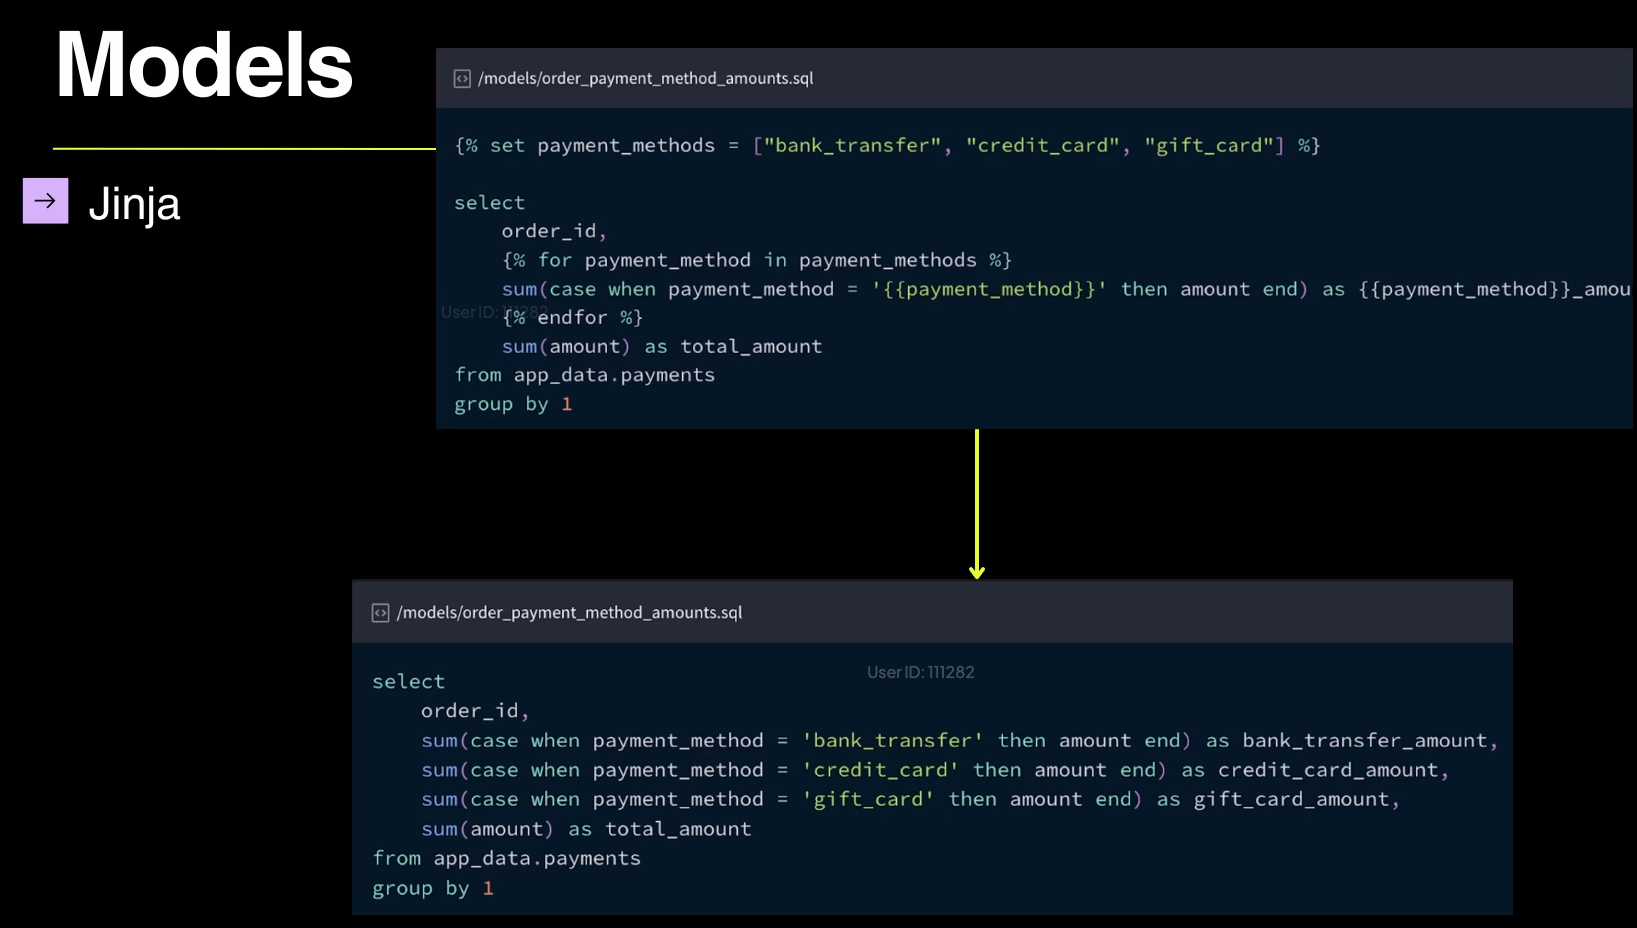 Models
Jinja
/models/order_payment_method_amounts.sql
{% set payment_methods = ["bank_transfer", "credit_card", "gift_card"] %}
select
    order_id,
    {% for payment_method in payment_methods %}
    sum(case when payment_method = '{{payment_method}}' then amount end) as {{payment_method}}_amou
User ID: 111282
    {% endfor %}
    sum(amount) as total_amount
from app_data.payments
group by 1
/models/order_payment_method_amounts.sql
User ID: 111282
select
    order_id,
    sum(case when payment_method = 'bank_transfer' then amount end) as bank_transfer_amount,
    sum(case when payment_method = 'credit_card' then amount end) as credit_card_amount,
    sum(case when payment_method = 'gift_card' then amount end) as gift_card_amount,
    sum(amount) as total_amount
from app_data.payments
group by 1